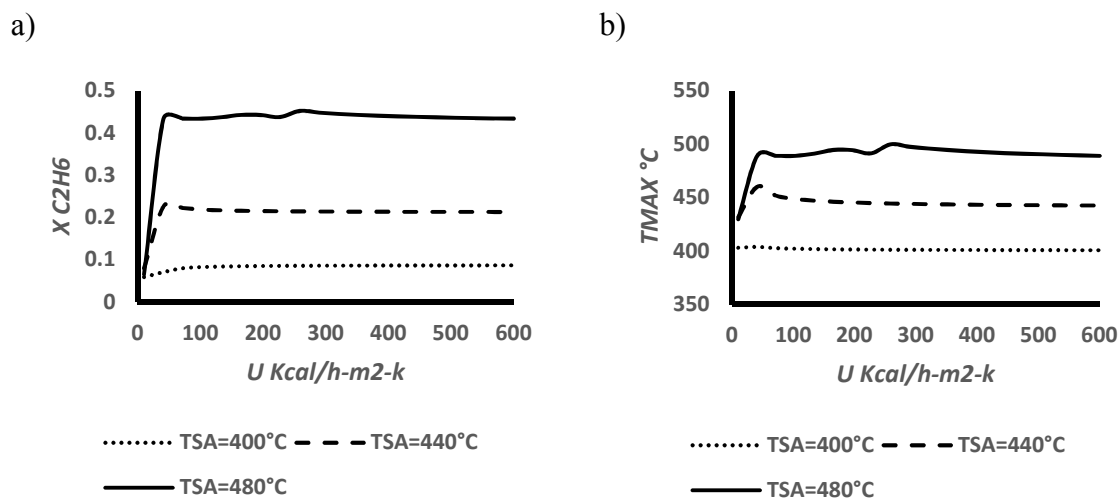 a)
0.5
0.4
0.3
0.2
0.1
0
X C2H6
0 100 200 300 400 500 600
U Kcal/h-m2-k
TSA=400°C TSA=440°C
TSA=480°C
b)
550
500
450
400
350
TMAX °C
0 100 200 300 400 500 600
U Kcal/h-m2-k
TSA=400°C TSA=440°C
TSA=480°C